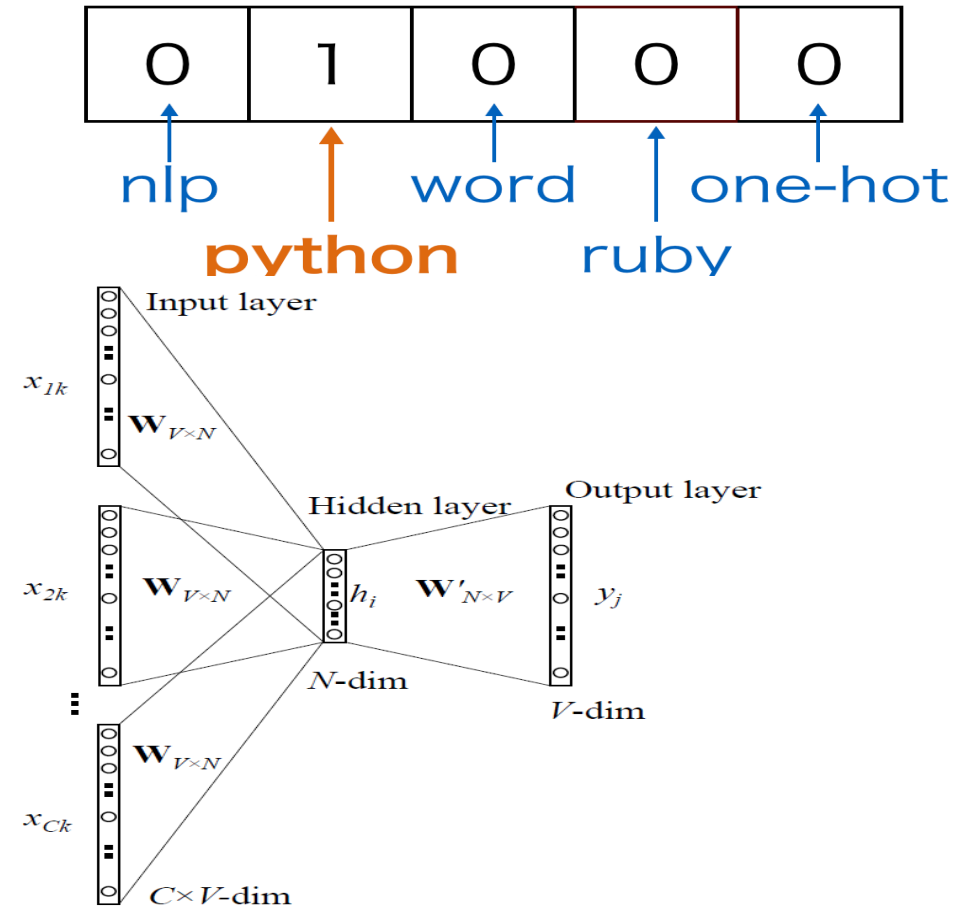 0 1 0 0 0
nlp word one-hot
python ruby
Input layer
x1k
WV×N
Hidden layer
Output layer
x2k
WV×N
hi
W'N×V
yj
N-dim
V-dim
WV×N
xCk
C×V-dim